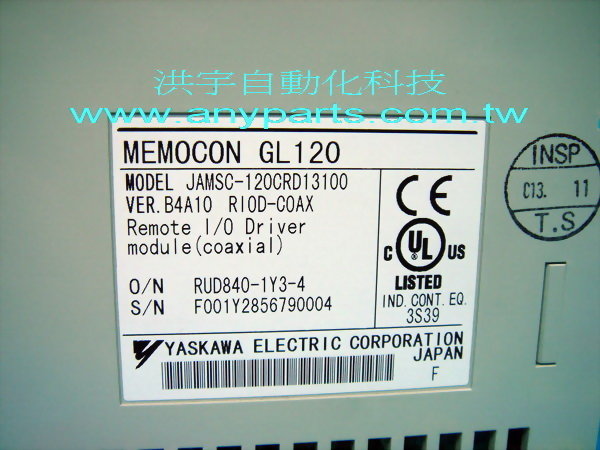 洪宇自動化科技
www.anyparts.com.tw
MEMOCON GL120
MODEL JAMSC-120CRD13100
VER.B4A10 RIOD-COAX
Remote I/O Driver
module(coaxial)
O/N RUD840-1Y3-4
S/N F001Y2856790004
CE
C UL US
LISTED
IND. CONT. EQ.
3S39
YASKAWA ELECTRIC CORPORATION
JAPAN
F
INSP
C13. 11
T.S